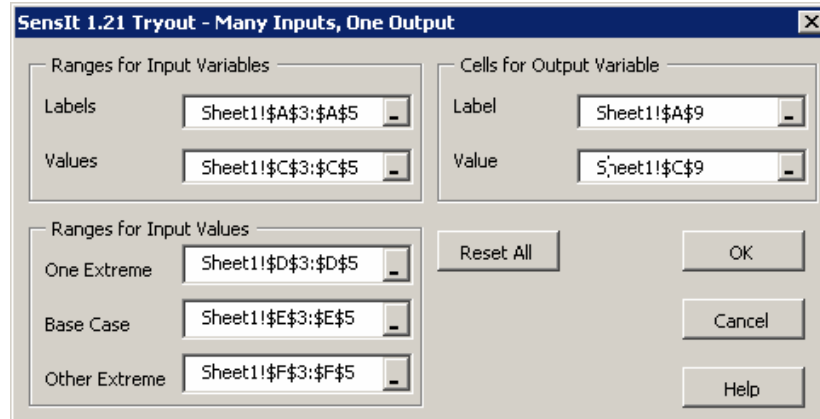 SensIt 1.21 Tryout - Many Inputs, One Output
Ranges for Input Variables
Labels Sheet1!$A$3:$A$5
Values Sheet1!$C$3:$C$5
Cells for Output Variable
Label Sheet1!$A$9
Value Sheet1!$C$9
Ranges for Input Values
One Extreme Sheet1!$D$3:$D$5
Base Case Sheet1!$E$3:$E$5
Other Extreme Sheet1!$F$3:$F$5
Reset All
OK
Cancel
Help